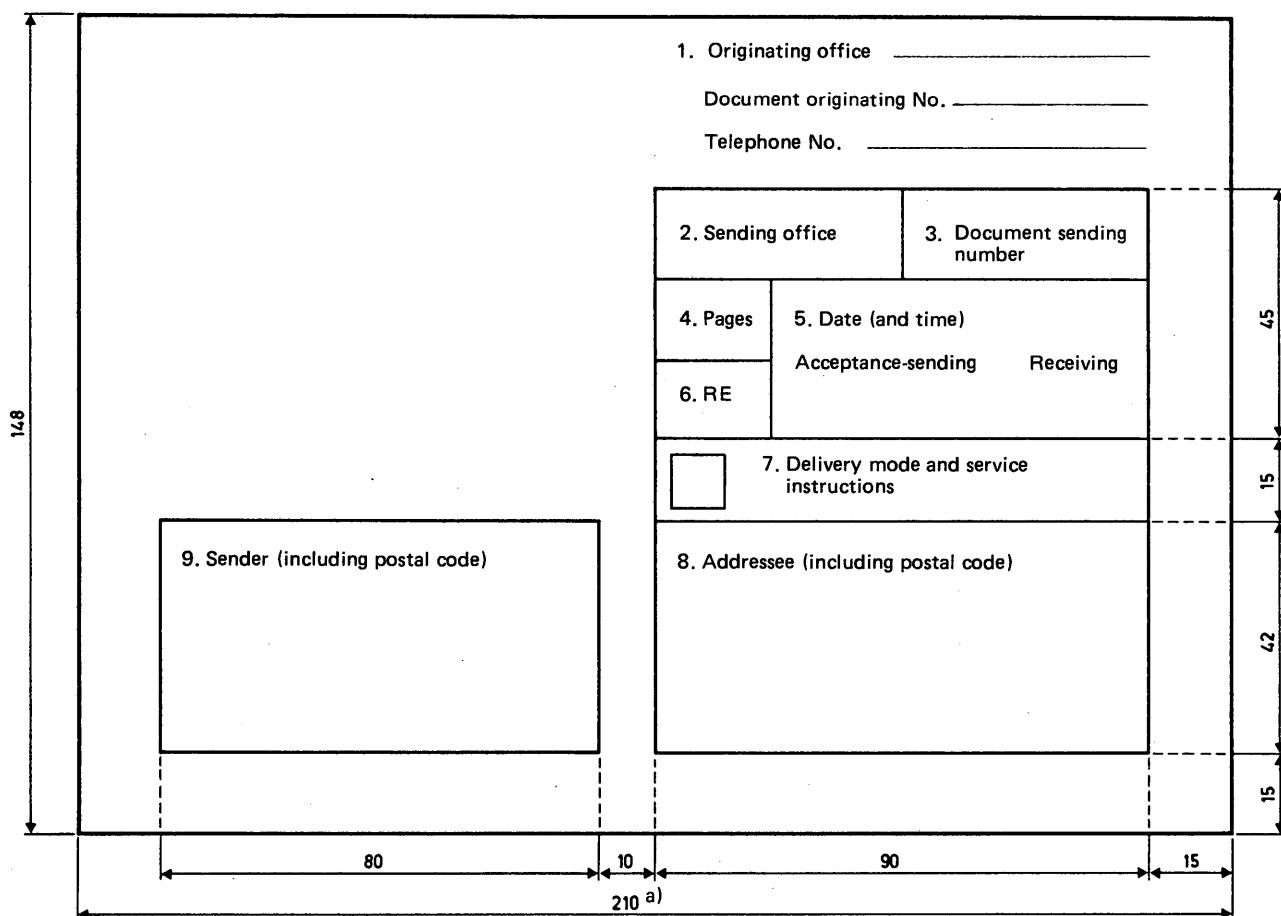 1. Originating office
Document originating No.
Telephone No.
2. Sending office
3. Document sending
number
4. Pages
5. Date (and time)
Acceptance-sending Receiving
6. RE
7. Delivery mode and service
instructions
9. Sender (including postal code)
8. Addressee (including postal code)
148
45
15
42
15
80
10
90
15
210 a)